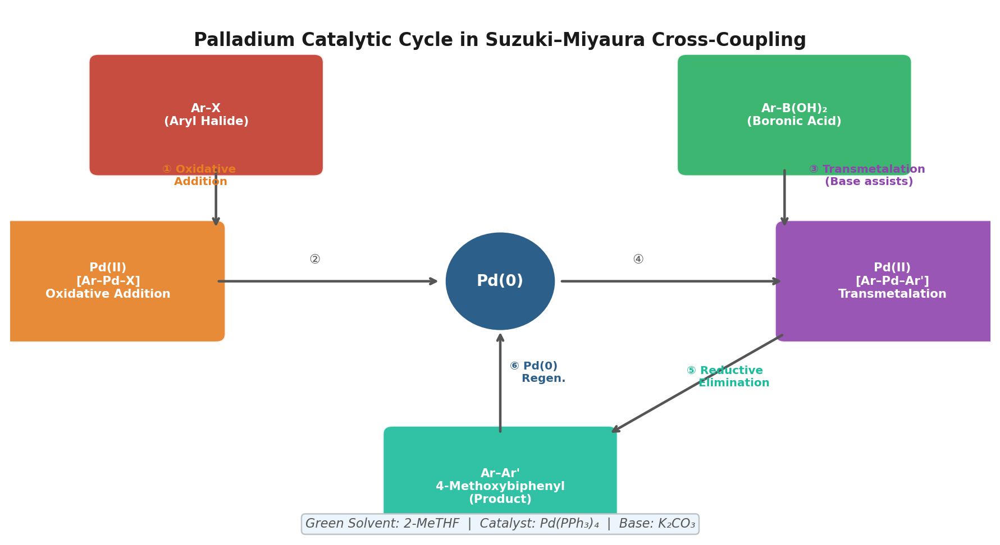 Palladium Catalytic Cycle in Suzuki–Miyaura Cross-Coupling
Ar–X
(Aryl Halide)
Ar–B(OH)₂
(Boronic Acid)
① Oxidative
Addition
③ Transmetalation
(Base assists)
Pd(II)
[Ar–Pd–X]
Oxidative Addition
②
Pd(0)
④
Pd(II)
[Ar–Pd–Ar']
Transmetalation
⑥ Pd(0)
Regen.
⑤ Reductive
Elimination
Ar–Ar'
4-Methoxybiphenyl
(Product)
Green Solvent: 2-MeTHF | Catalyst: Pd(PPh₃)₄ | Base: K₂CO₃